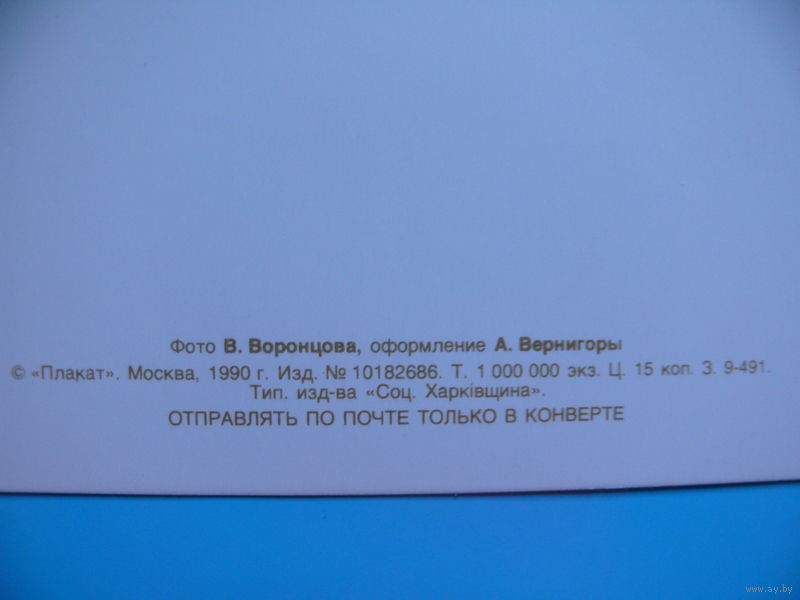 Фото В. Воронцова, оформление А. Вернигоры
© «Плакат». Москва, 1990 г. Изд. № 10182686. Т. 1 000 000 экз. Ц. 15 коп. З. 9-491.
Тип. изд-ва «Соц. Харкiвщина».
ОТПРАВЛЯТЬ ПО ПОЧТЕ ТОЛЬКО В КОНВЕРТЕ
www.ay.by